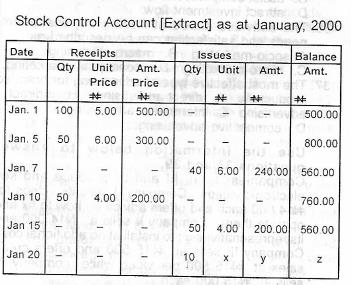 Stock Control Account [Extract] as at January, 2000
Date Receipts Issues Balance
Qty Unit Price Amt. Qty Unit Amt. Amt.
₦ ₦ ₦ ₦ ₦
Jan. 1 100 5.00 500.00 – – – 500.00
Jan. 5 50 6.00 300.00 – – – 800.00
Jan. 7 – – – 40 6.00 240.00 560.00
Jan 10 50 4.00 200.00 – – – 760.00
Jan 15 – – – 50 4.00 200.00 560.00
Jan 20 – – – 10 x y z